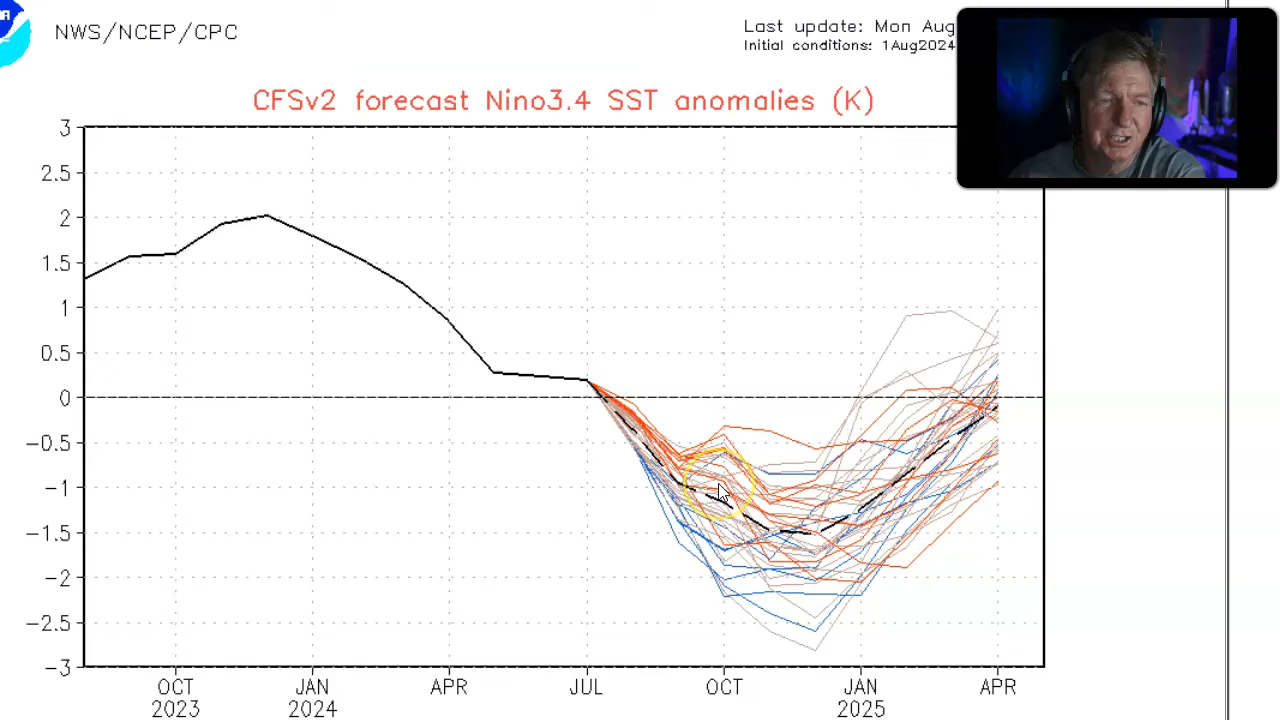 NWS/NCEP/CPC
Last update: Mon Aug
Initial conditions: 1Aug2024
CFSv2 forecast Nino3.4 SST anomalies (K)
3
2.5
2
1.5
1
0.5
0
-0.5
-1
-1.5
-2
-2.5
-3
OCT JAN APR JUL OCT JAN APR
2023 2024 2025